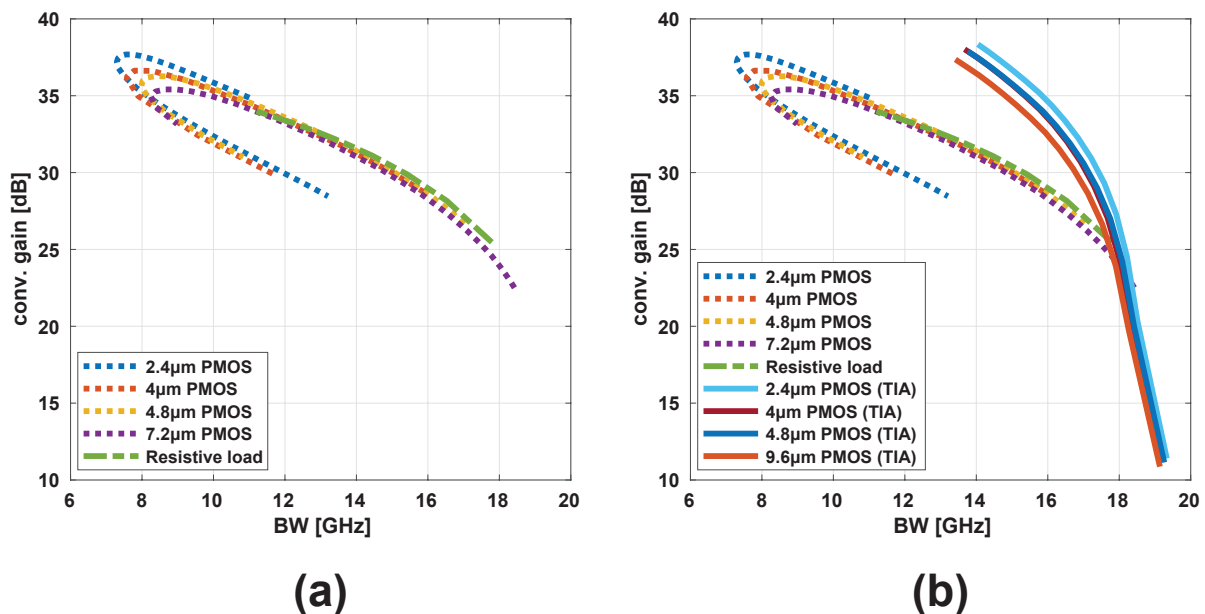 40
35
30
25
20
15
10
conv. gain [dB]
2.4µm PMOS
4µm PMOS
4.8µm PMOS
7.2µm PMOS
Resistive load
6 8 10 12 14 16 18 20
BW [GHz]
(a)
40
35
30
25
20
15
10
conv. gain [dB]
2.4µm PMOS
4µm PMOS
4.8µm PMOS
7.2µm PMOS
Resistive load
2.4µm PMOS (TIA)
4µm PMOS (TIA)
4.8µm PMOS (TIA)
9.6µm PMOS (TIA)
6 8 10 12 14 16 18 20
BW [GHz]
(b)